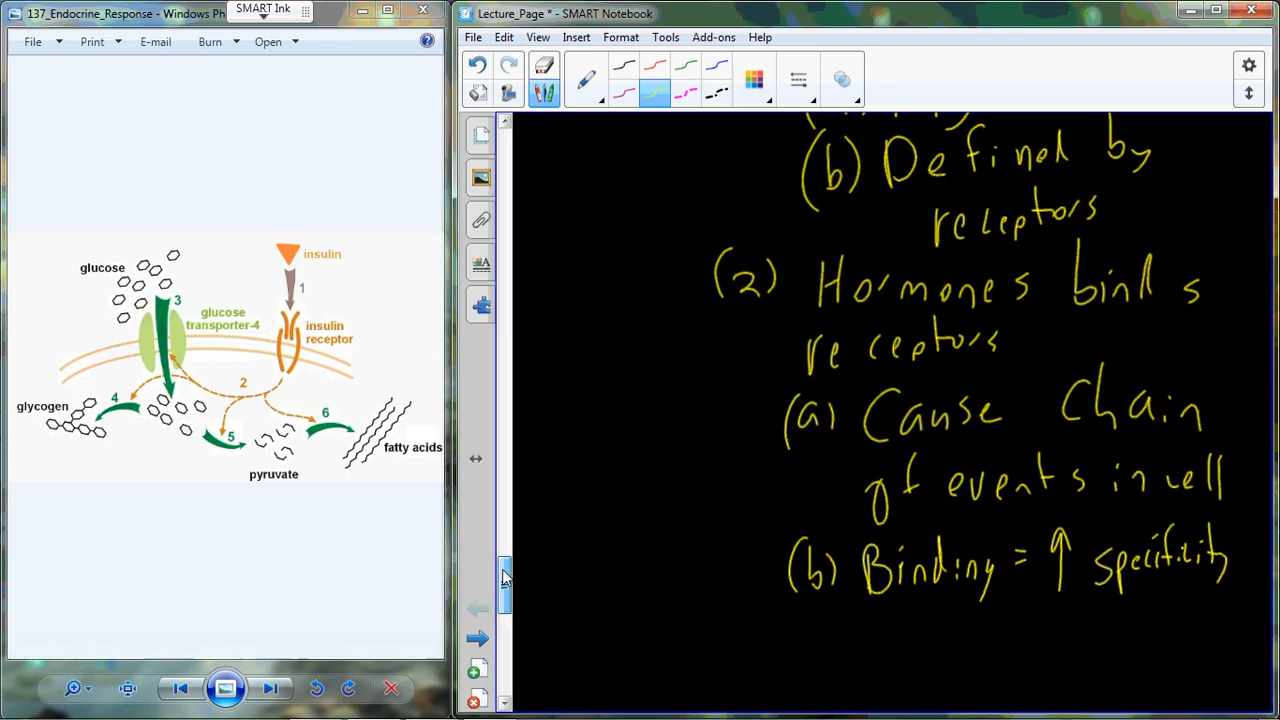 137_Endocrine_Response - Windows Ph
SMART Ink
File Print E-mail Burn Open
glucose
insulin
1
3
glucose
transporter-4
insulin
receptor
2
glycogen
4
5
6
fatty acids
pyruvate
Lecture_Page * - SMART Notebook
File Edit View Insert Format Tools Add-ons Help
(b) Defined by
receptors
(2) Hormones binds
receptors
(a) Cause Chain
of events in cell
(b) Binding = ↑ specificity